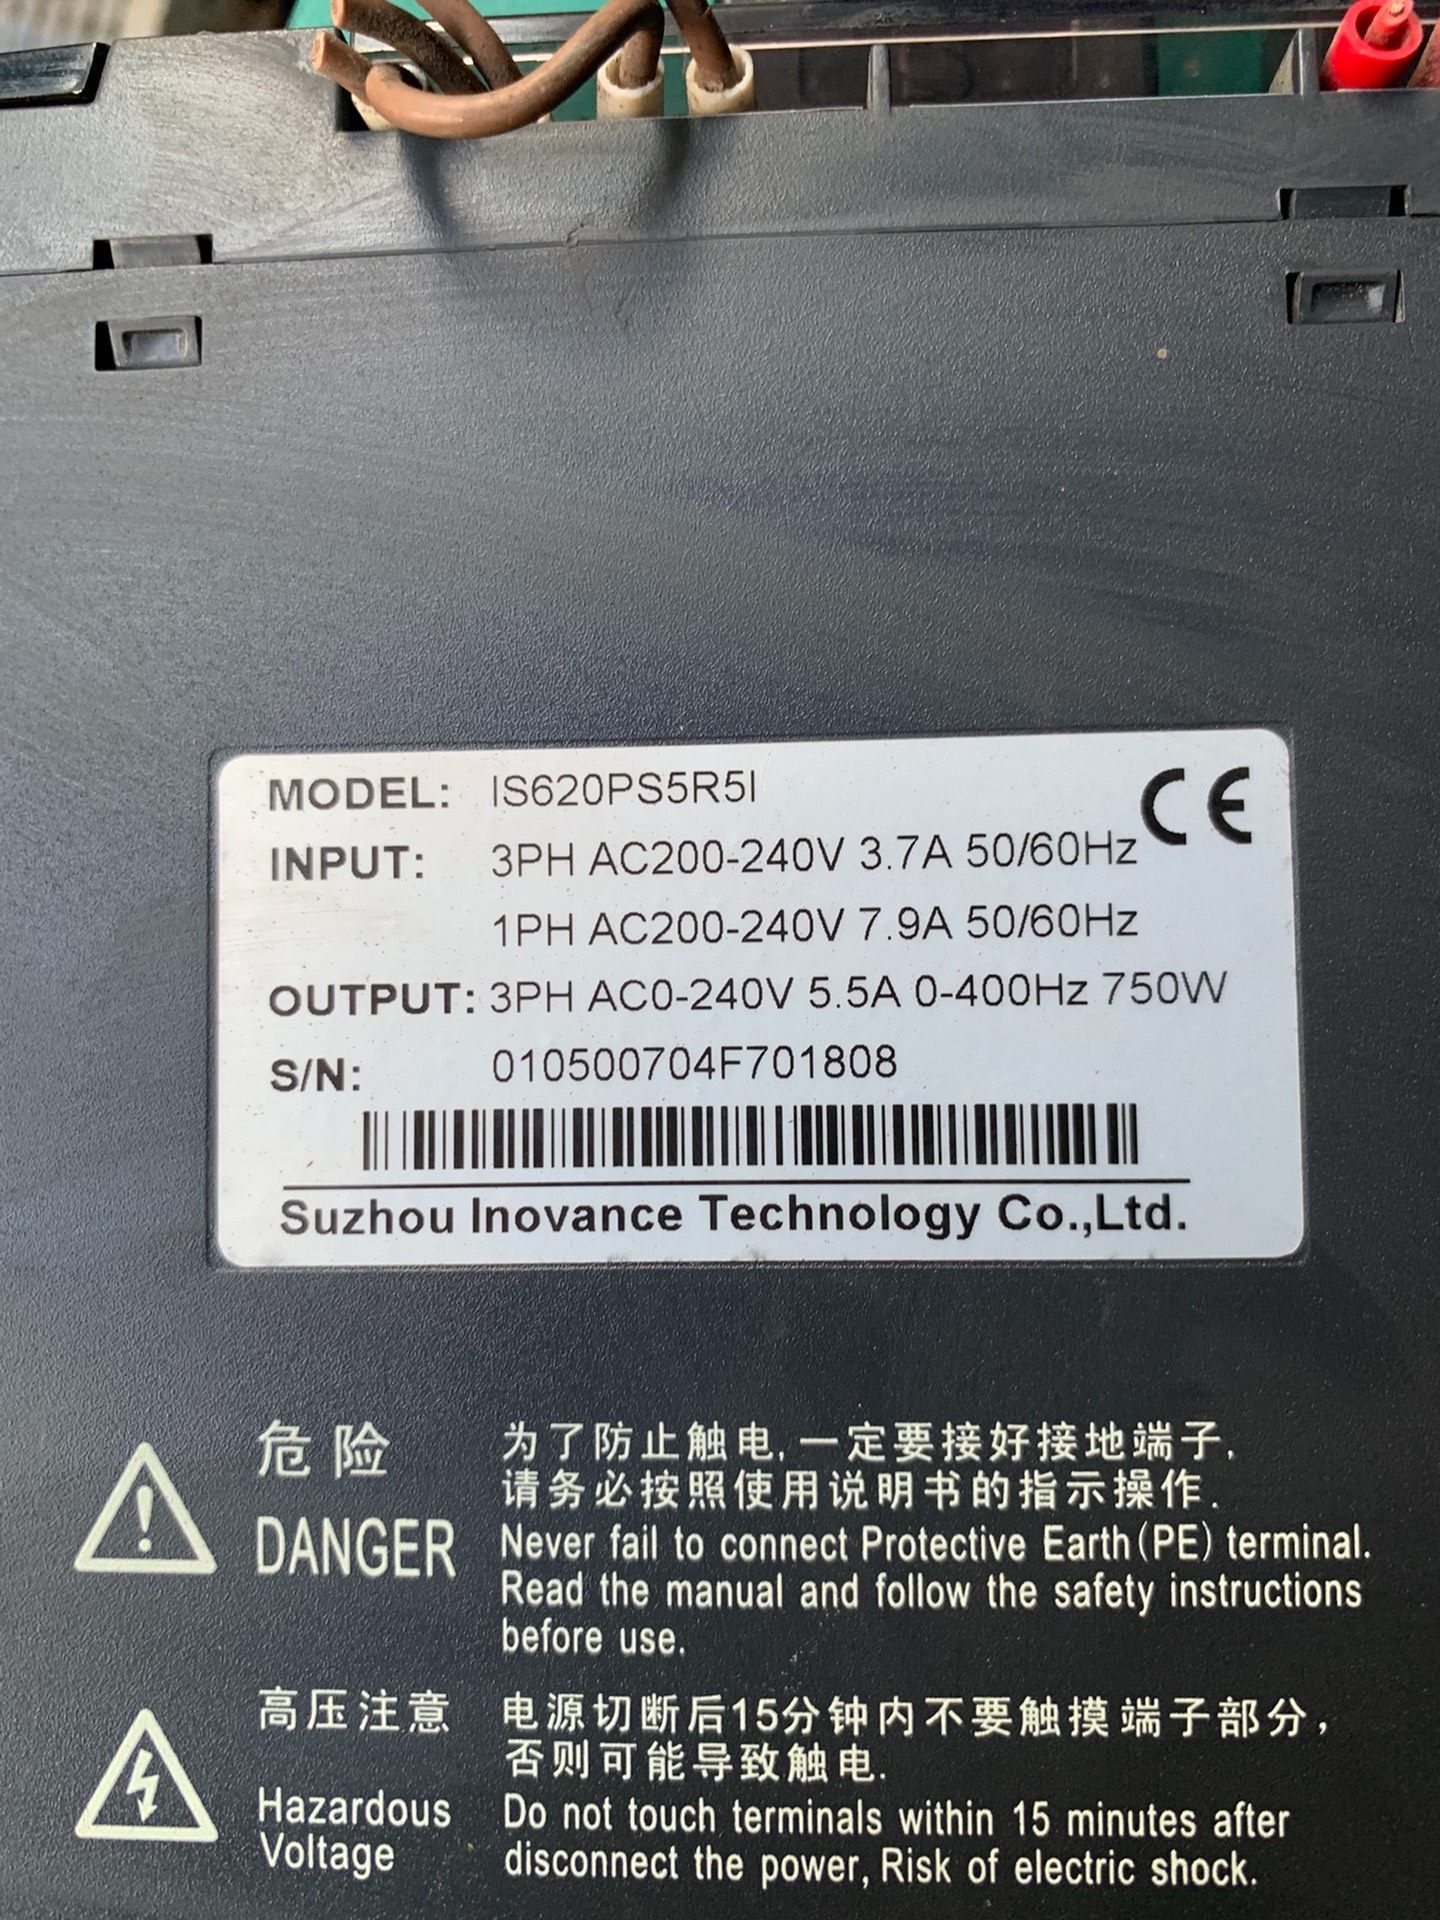 MODEL: IS620PS5R5I
CE
INPUT: 3PH AC200-240V 3.7A 50/60Hz
1PH AC200-240V 7.9A 50/60Hz
OUTPUT: 3PH AC0-240V 5.5A 0-400Hz 750W
S/N: 010500704F701808
Suzhou Inovance Technology Co.,Ltd.
危险
DANGER
为了防止触电,一定要接好接地端子,
请务必按照使用说明书的指示操作.
Never fail to connect Protective Earth(PE) terminal.
Read the manual and follow the safety instructions
before use.
高压注意
Hazardous
Voltage
电源切断后15分钟内不要触摸端子部分,
否则可能导致触电.
Do not touch terminals within 15 minutes after
disconnect the power, Risk of electric shock.